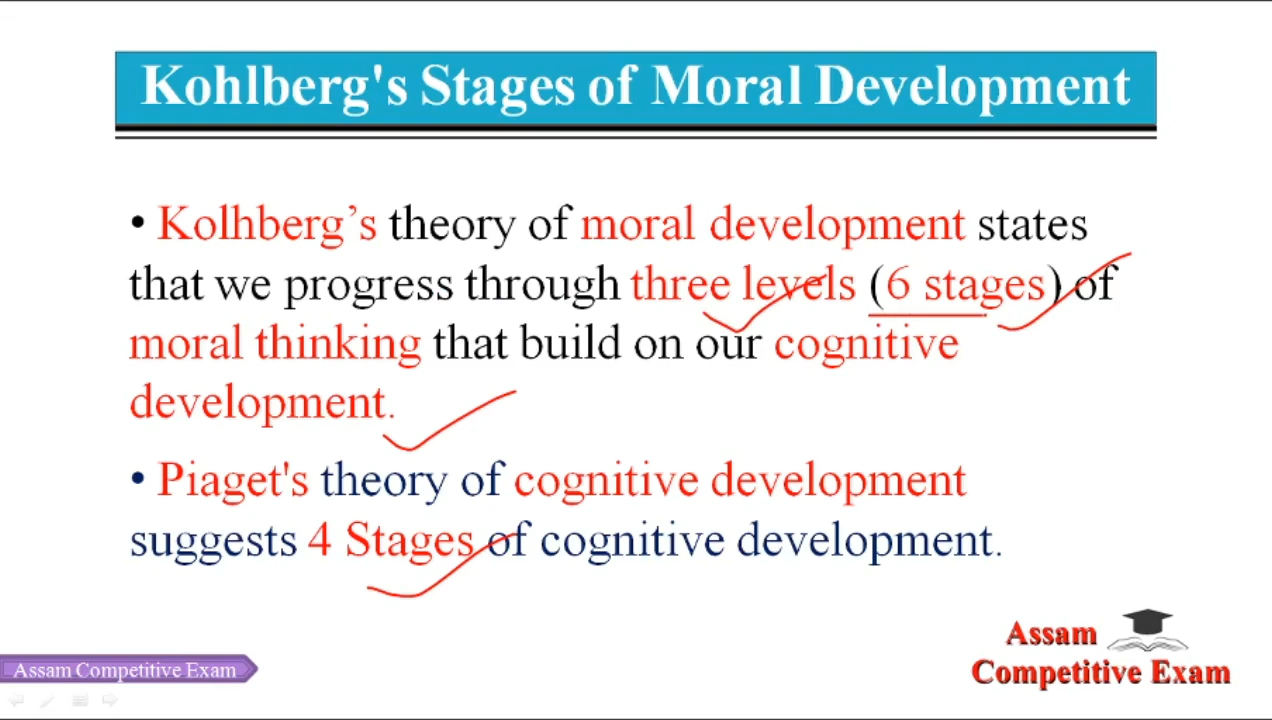 Kohlberg's Stages of Moral Development
• Kolhberg’s theory of moral development states
that we progress through three levels (6 stages) of
moral thinking that build on our cognitive
development.
• Piaget's theory of cognitive development
suggests 4 Stages of cognitive development.
Assam
Competitive Exam
Assam Competitive Exam